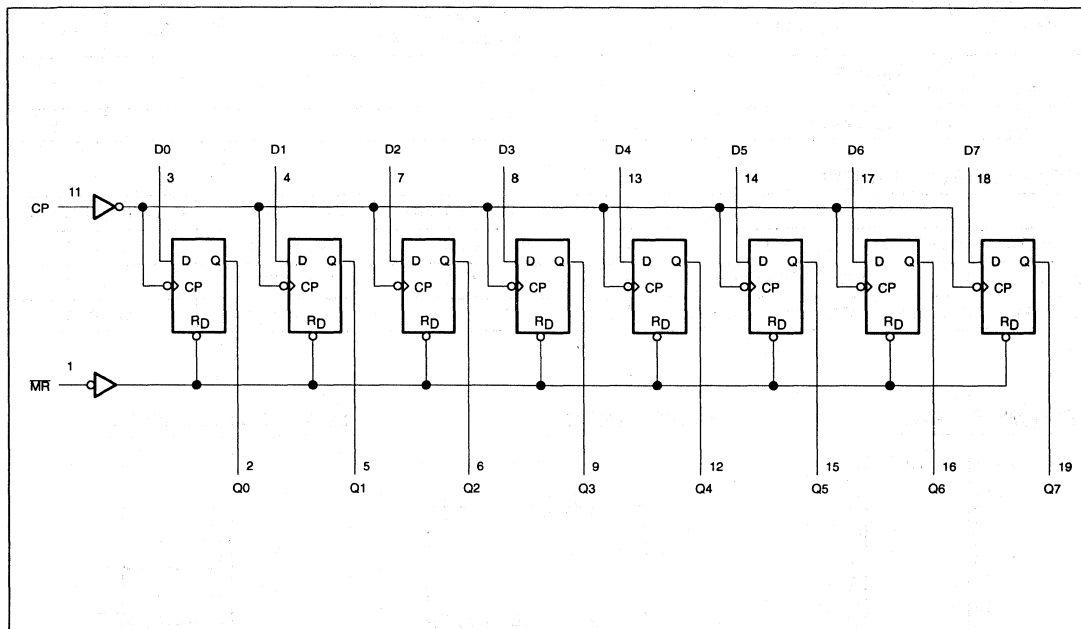 D0 D1 D2 D3 D4 D5 D6 D7
3 4 7 8 13 14 17 18
CP 11
D Q D Q D Q D Q D Q D Q D Q D Q
CP CP CP CP CP CP CP CP
RD RD RD RD RD RD RD RD
MR 1
2 5 6 9 12 15 16 19
Q0 Q1 Q2 Q3 Q4 Q5 Q6 Q7